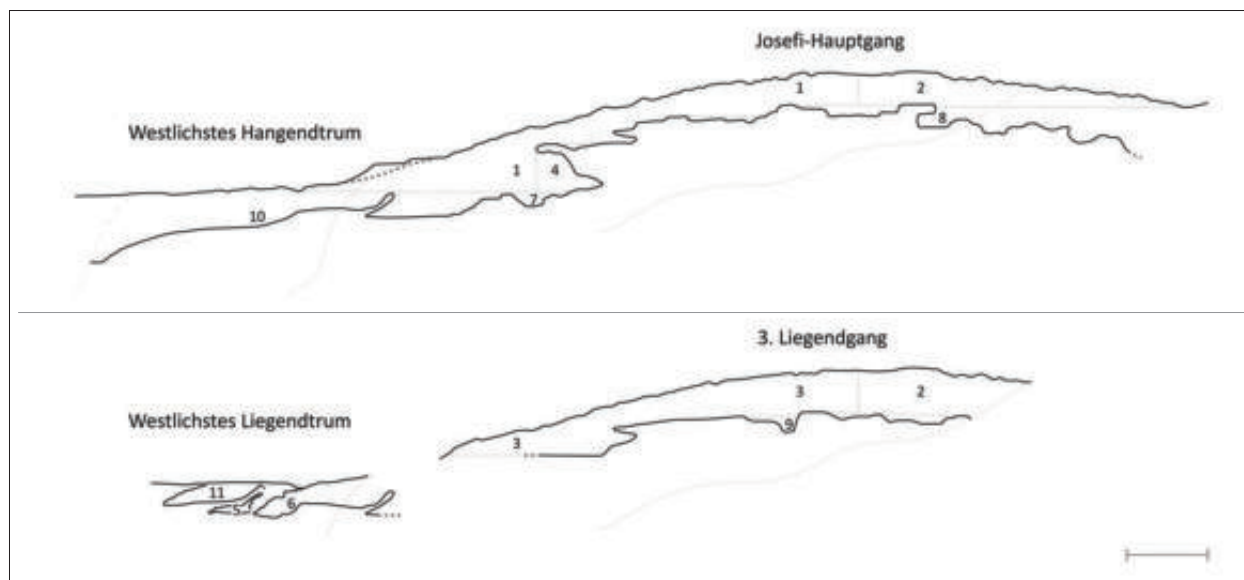 Josefi-Hauptgang
1 2
Westlichstes Hangendtrum
8
1 4
7
10
3. Liegendgang
3 2
Westlichstes Liegendtrum
9
3
11
5 6